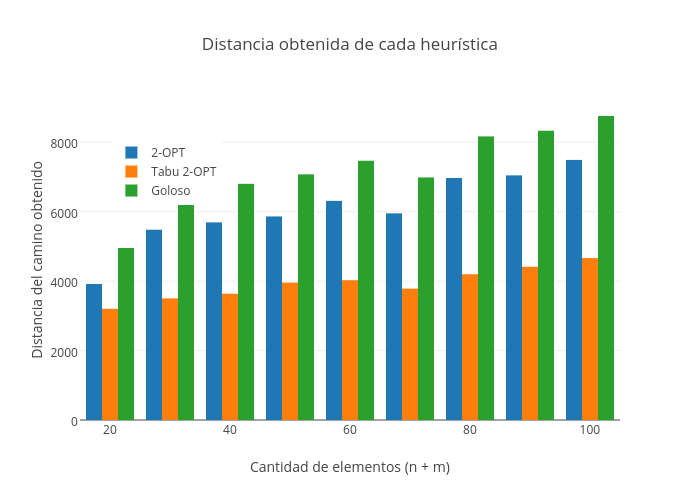 Distancia obtenida de cada heurística
Distancia del camino obtenido
8000
6000
4000
2000
0
2-OPT
Tabu 2-OPT
Goloso
20 40 60 80 100
Cantidad de elementos (n + m)